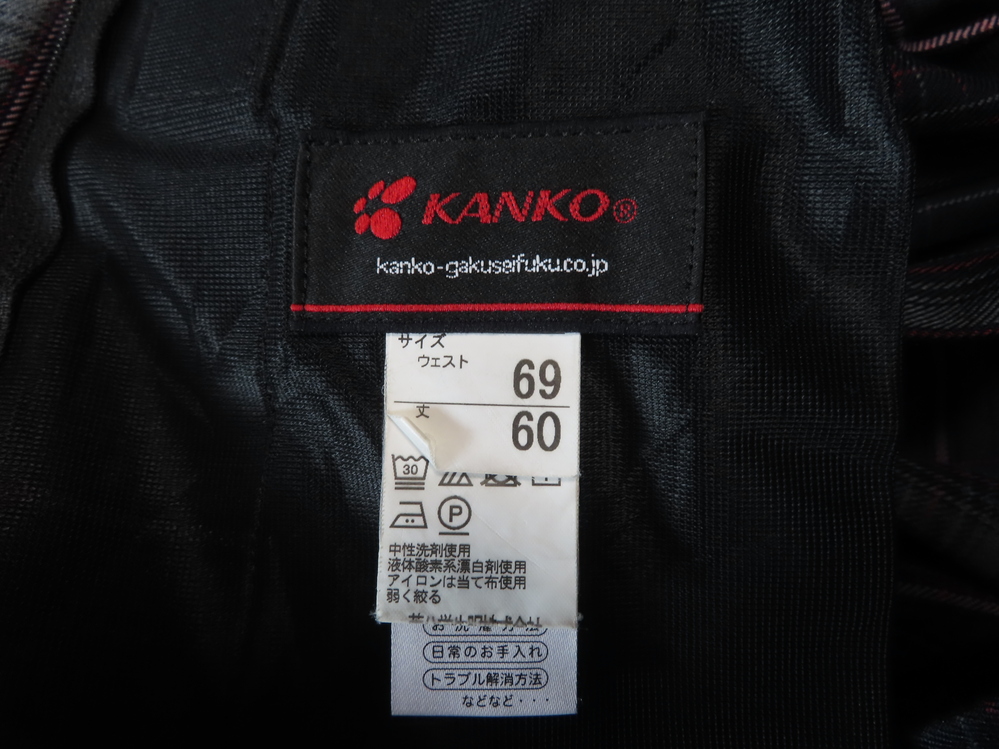 KANKO®
kanko-gakuseifuku.co.jp
サイズ
ウェスト
69
丈
60
30
P
中性洗剤使用
液体酸素系漂白剤使用
アイロンは当て布使用
弱く絞る
お洗濯方法
日常のお手入れ
トラブル解消方法
などなど・・・